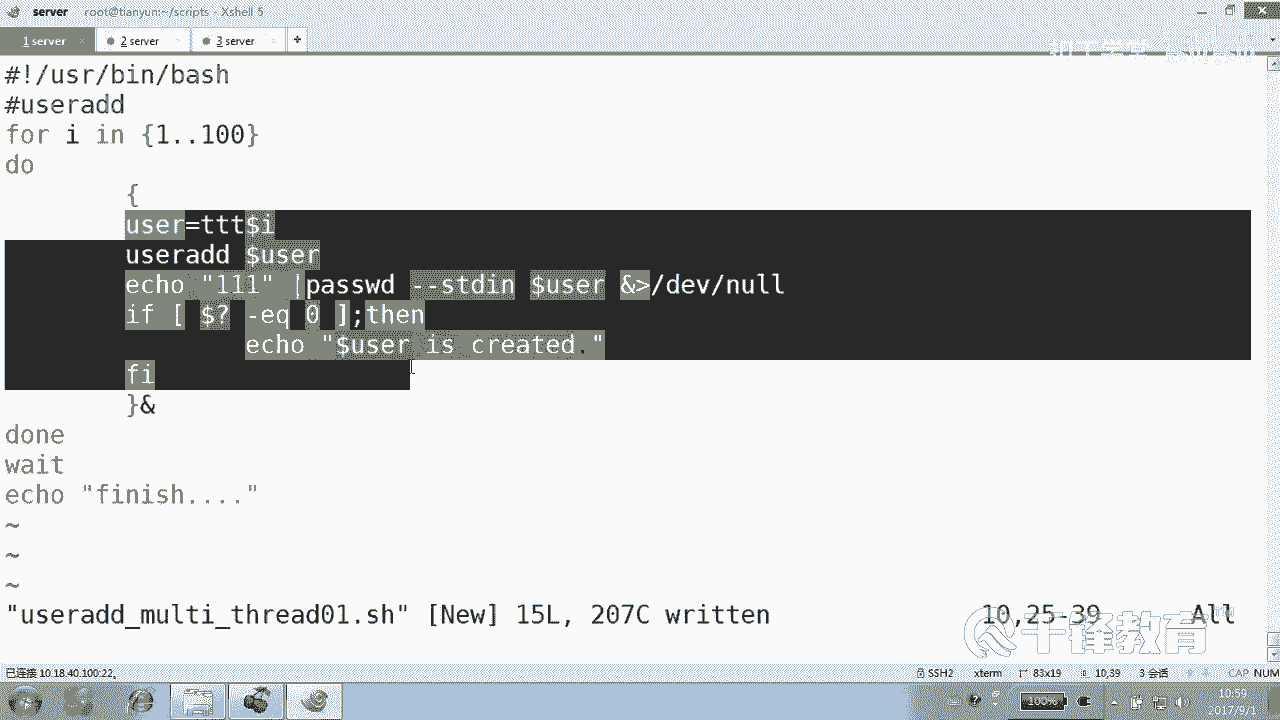 server root@tianyun:~/scripts - Xshell 5
1 server
2 server
3 server
+
#!/usr/bin/bash
#useradd
for i in {1..100}
do
{
user=ttt$i
useradd $user
echo "111" |passwd --stdin $user &>/dev/null
if [ $? -eq 0 ];then
echo "$user is created."
fi
}&
done
wait
echo "finish...."
~
~
~
"useradd_multi_thread01.sh" [New] 15L, 207C written 10,25-39 All
千锋教育
已连接 10.18.40.100:22。 SSH2 xterm 83x19 10,39 3 会话 CAP NUM
100% 10:59
2017/9/1